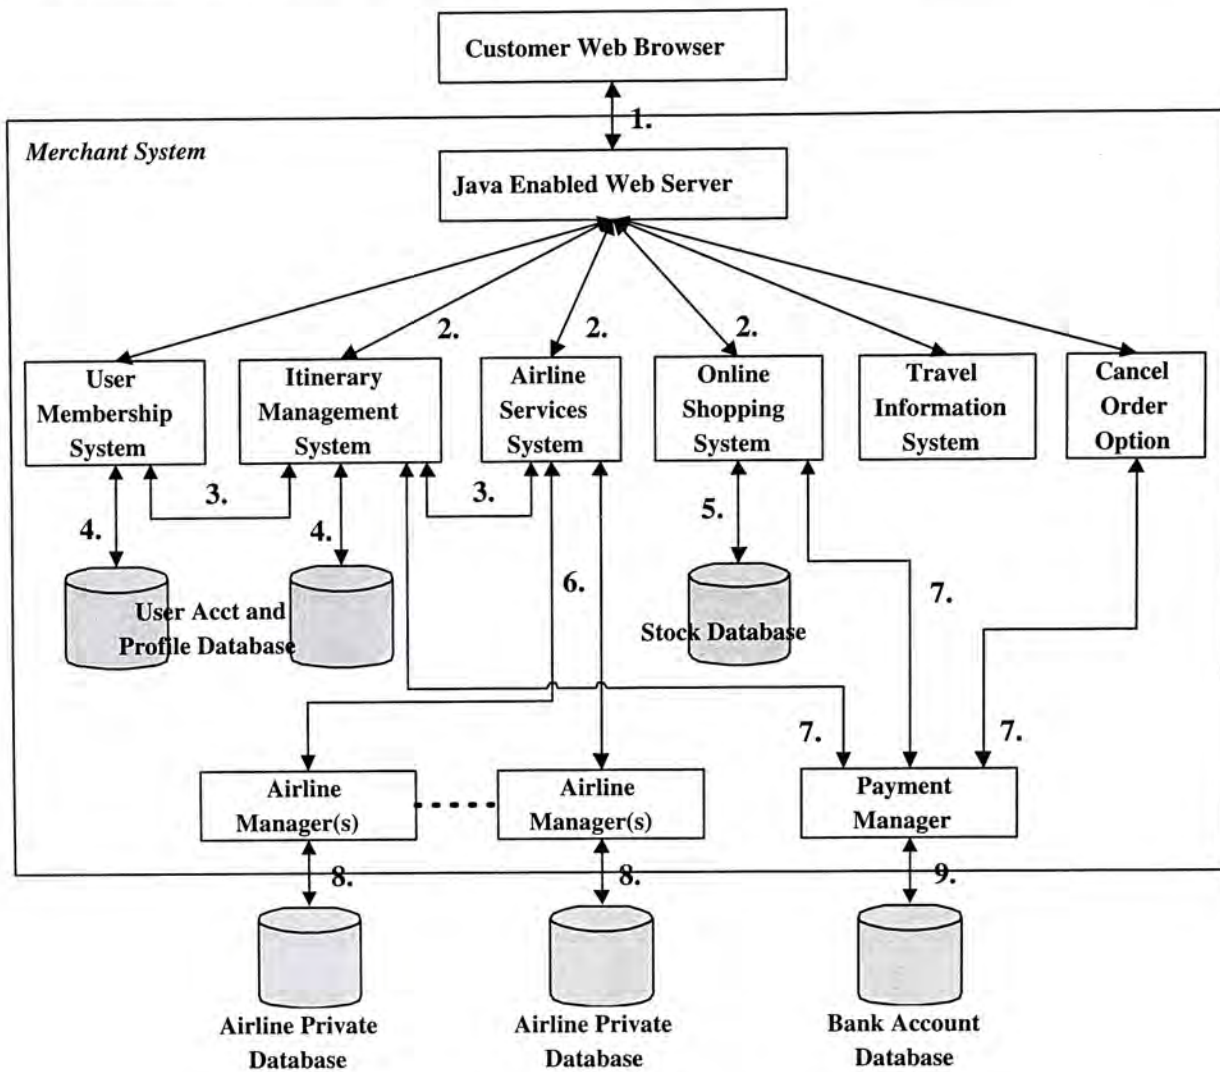 Customer Web Browser
1.
Merchant System
Java Enabled Web Server
2.
2.
2.
User
Membership
System
Itinerary
Management
System
Airline
Services
System
Online
Shopping
System
Travel
Information
System
Cancel
Order
Option
3.
3.
4.
4.
5.
6.
7.
User Acct and
Profile Database
Stock Database
7.
7.
Airline
Manager(s)
Airline
Manager(s)
Payment
Manager
8.
8.
9.
Airline Private
Database
Airline Private
Database
Bank Account
Database